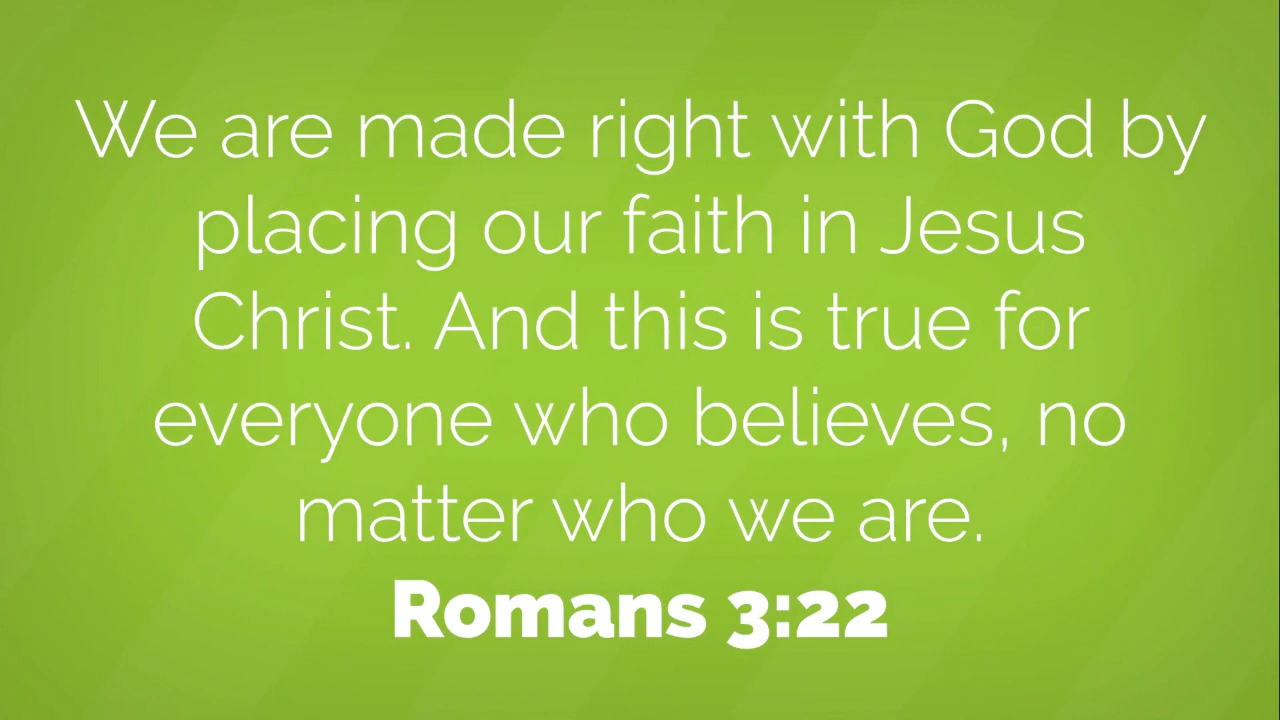 We are made right with God by
placing our faith in Jesus
Christ. And this is true for
everyone who believes, no
matter who we are.
Romans 3:22